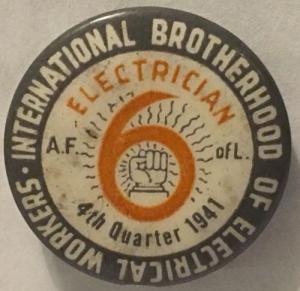 INTERNATIONAL BROTHERHOOD OF ELECTRICAL WORKERS·
ELECTRICIAN
A.F. of L.
6
4th Quarter 1941